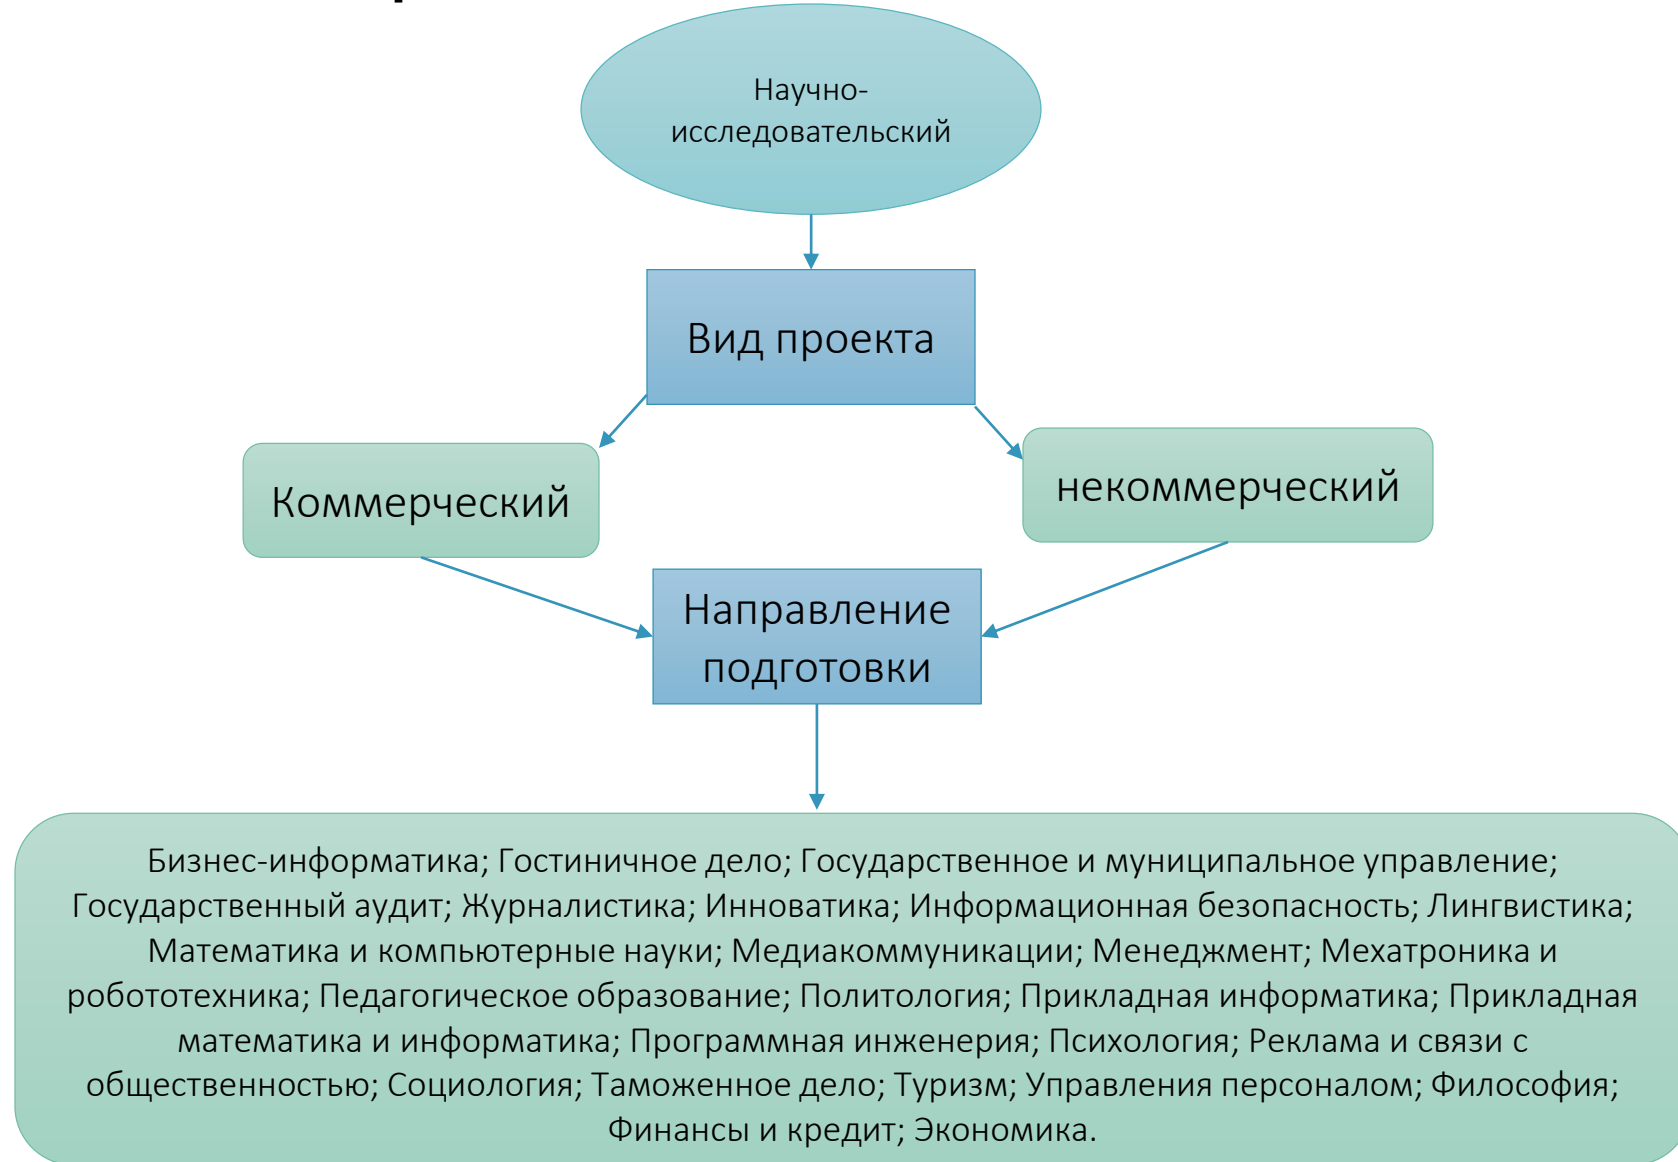 Научно-
исследовательский
Вид проекта
Коммерческий
некоммерческий
Направление
подготовки
Бизнес-информатика; Гостиничное дело; Государственное и муниципальное управление;
Государственный аудит; Журналистика; Инноватика; Информационная безопасность; Лингвистика;
Математика и компьютерные науки; Медиакоммуникации; Менеджмент; Мехатроника и
робототехника; Педагогическое образование; Политология; Прикладная информатика; Прикладная
математика и информатика; Программная инженерия; Психология; Реклама и связи с
общественностью; Социология; Таможенное дело; Туризм; Управления персоналом; Философия;
Финансы и кредит; Экономика.